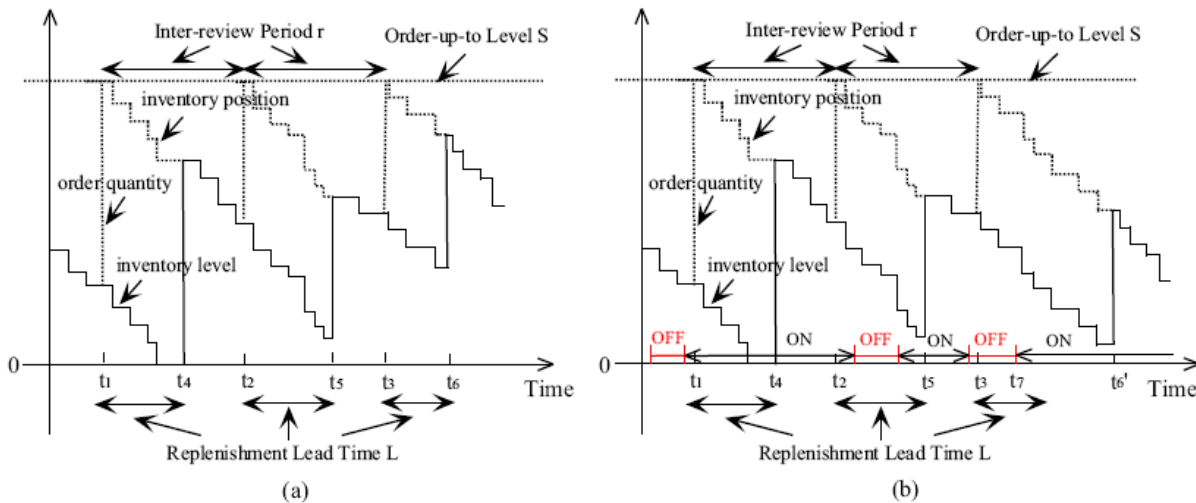 Inter-review Period r
Order-up-to Level S
inventory position
order quantity
inventory level
0
t1 t4 t2 t5 t3 t6
Time
Replenishment Lead Time L
(a)
Inter-review Period r
Order-up-to Level S
inventory position
order quantity
inventory level
OFF ON OFF ON OFF ON
0
t1 t4 t2 t5 t3 t7 t6'
Time
Replenishment Lead Time L
(b)